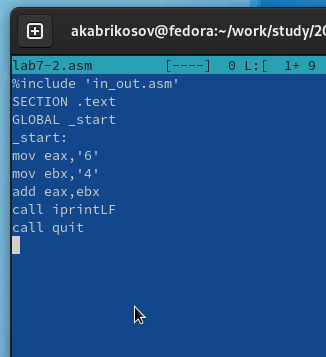 akabrikosov@fedora:~/work/study/20
lab7-2.asm [----] 0 L:[ 1+ 9
%include 'in_out.asm'
SECTION .text
GLOBAL _start
_start:
mov eax,'6'
mov ebx,'4'
add eax,ebx
call iprintLF
call quit